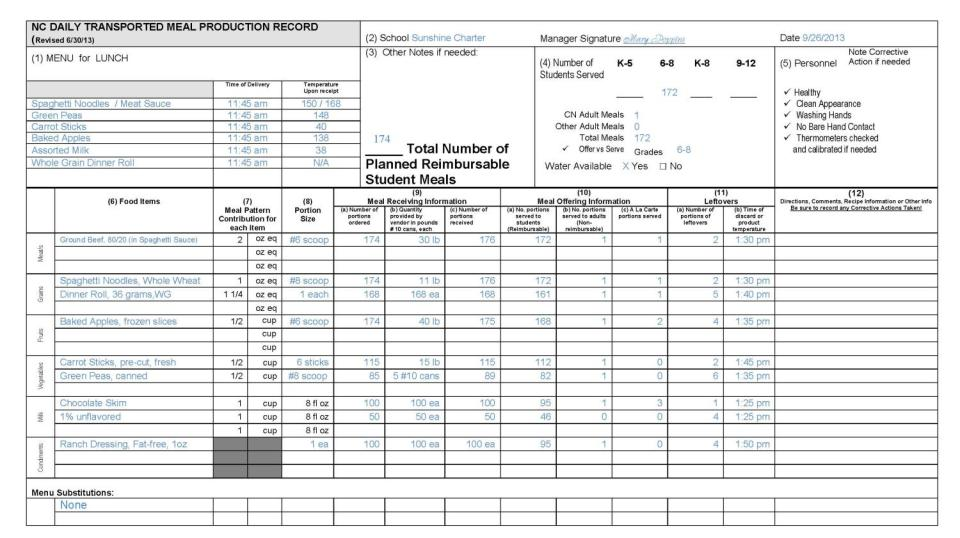 NC DAILY TRANSPORTED MEAL PRODUCTION RECORD
(Revised 6/30/13)
(2) School Sunshine Charter
Manager Signature
Date 9/26/2013
(1) MENU for LUNCH
(3) Other Notes if needed:
(4) Number of Students Served K-5 6-8 K-8 9-12
172
(5) Personnel Note Corrective Action if needed
Time of Delivery Temperature Upon receipt
Spaghetti Noodles / Meat Sauce 11:45 am 150 / 168
Green Peas 11:45 am 148
Carrot Sticks 11:45 am 40
Baked Apples 11:45 am 138
Assorted Milk 11:45 am 38
Whole Grain Dinner Roll 11:45 am N/A
174 Total Number of
Planned Reimbursable
Student Meals
CN Adult Meals 1
Other Adult Meals 0
Total Meals 172
✓ Offer vs Serve Grades 6-8
Water Available X Yes ☐ No
✓ Healthy
✓ Clean Appearance
✓ Washing Hands
✓ No Bare Hand Contact
✓ Thermometers checked
and calibrated if needed
(6) Food Items
(7) Meal Pattern Contribution for each Item
(8) Portion Size
(9) Meal Receiving Information
(a) Number of portions ordered
(b) Quantity provided by vendor in pounds # 10 cans, each
(c) Number of portions received
(10) Meal Offering Information
(a) No. portions served to students (Reimbursable)
(b) No. portions served to adults (Non-reimbursable)
(c) A La Carte portions served
(11) Leftovers
(a) Number of portions of leftovers
(b) Time of discard or product temperature
(12)
Directions, Comments, Recipe Information or Other info
Be sure to record any Corrective Actions Taken!
Meats
Ground Beef, 80/20 (in Spaghetti Sauce) 2 oz eq #6 scoop 174 30 lb 176 172 1 1 2 1:30 pm
oz eq
oz eq
Grains
Spaghetti Noodles, Whole Wheat 1 oz eq #8 scoop 174 11 lb 176 172 1 1 2 1:30 pm
Dinner Roll, 36 grams,WG 1 1/4 oz eq 1 each 168 168 ea 168 161 1 1 5 1:40 pm
oz eq
Fruits
Baked Apples, frozen slices 1/2 cup #6 scoop 174 40 lb 175 168 1 2 4 1:35 pm
cup
cup
Vegetables
Carrot Sticks, pre-cut, fresh 1/2 cup 6 sticks 115 15 lb 115 112 1 0 2 1:45 pm
Green Peas, canned 1/2 cup #8 scoop 85 5 #10 cans 89 82 1 0 6 1:35 pm
Milk
Chocolate Skim 1 cup 8 fl oz 100 100 ea 100 95 1 3 1 1:25 pm
1% unflavored 1 cup 8 fl oz 50 50 ea 50 46 0 0 4 1:25 pm
1 cup 8 fl oz
Condiments
Ranch Dressing, Fat-free, 1oz 1 ea 100 100 ea 100 ea 95 1 0 4 1:50 pm
Menu Substitutions:
None